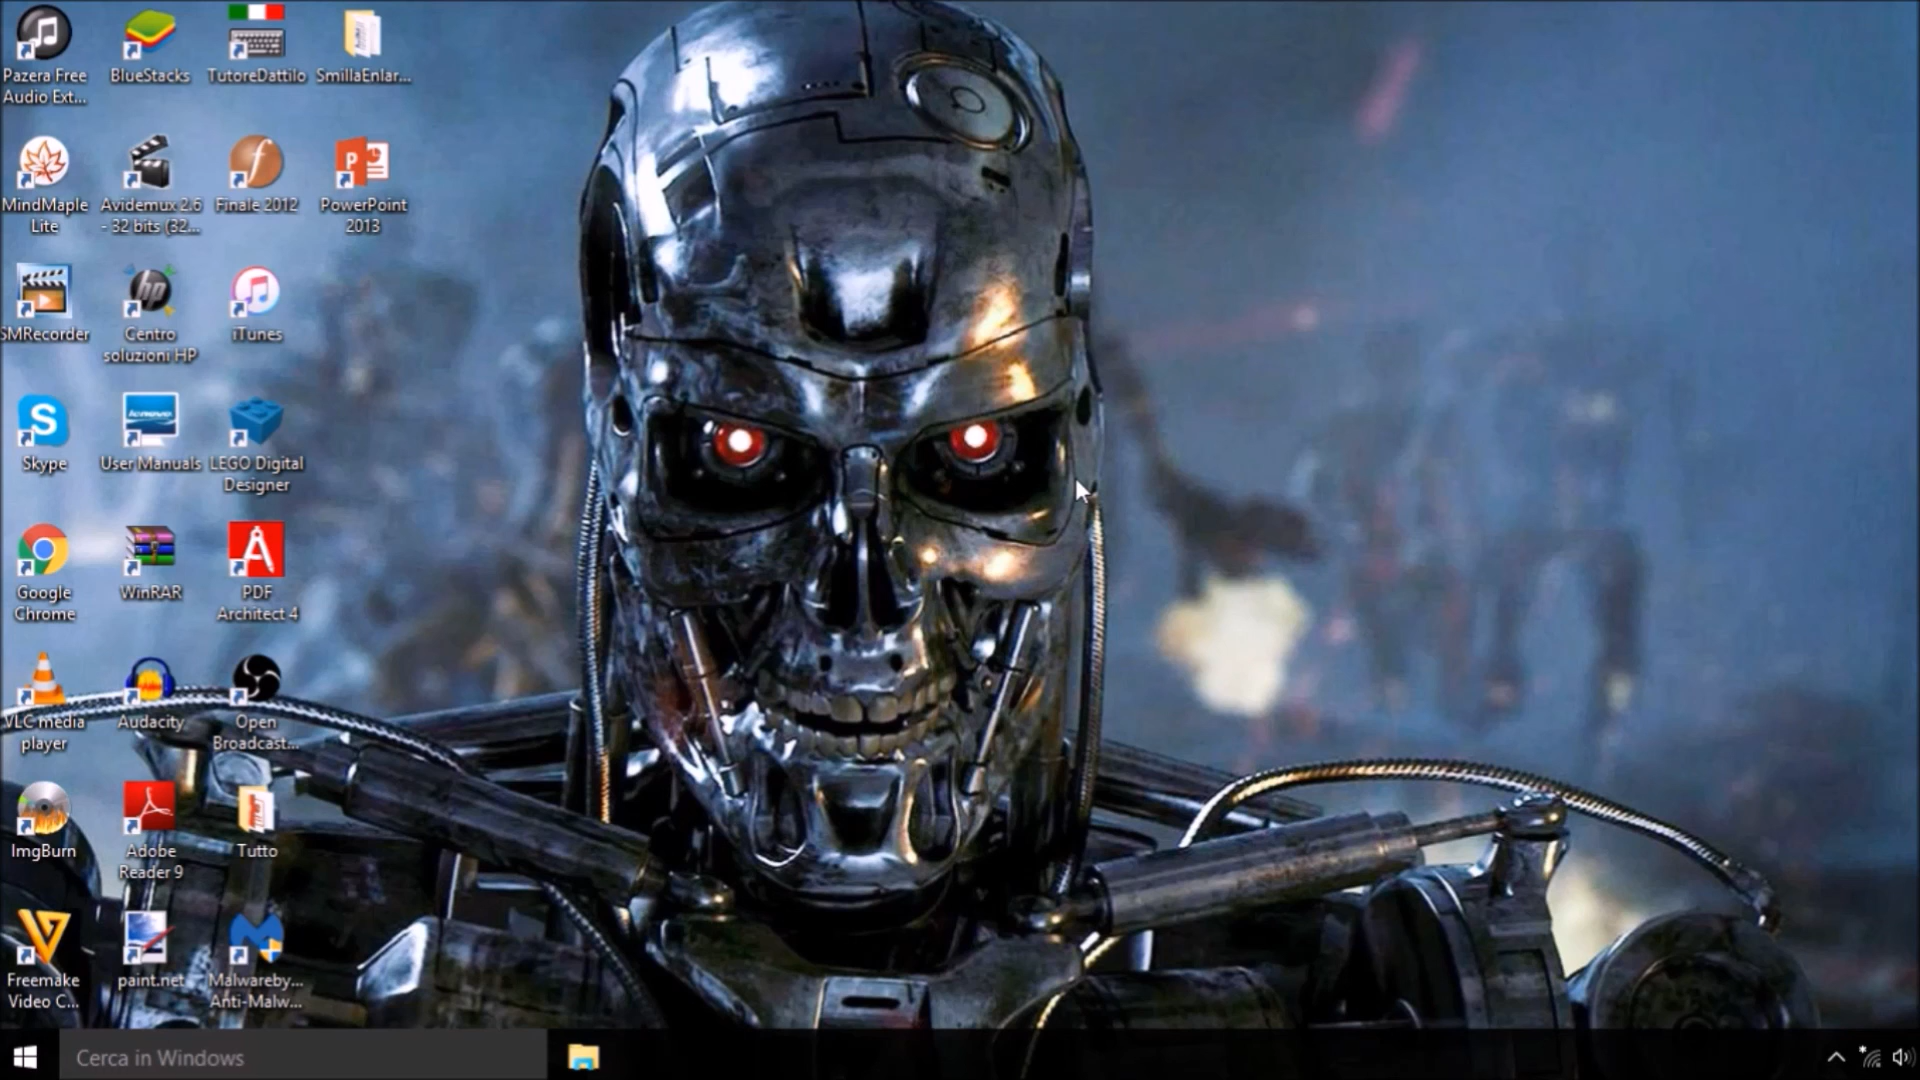 Pazera Free
Audio Ext...
BlueStacks
TutoreDattilo
SmillaEnlar...
MindMaple
Lite
Avidemux 2.6
- 32 bits (32...
Finale 2012
PowerPoint
2013
SMRecorder
Centro
soluzioni HP
iTunes
Skype
User Manuals
LEGO Digital
Designer
Google
Chrome
WinRAR
PDF
Architect 4
VLC media
player
Audacity
Open
Broadcast...
ImgBurn
Adobe
Reader 9
Tutto
Freemake
Video C...
paint.net
Malwareby...
Anti-Malw...
Cerca in Windows